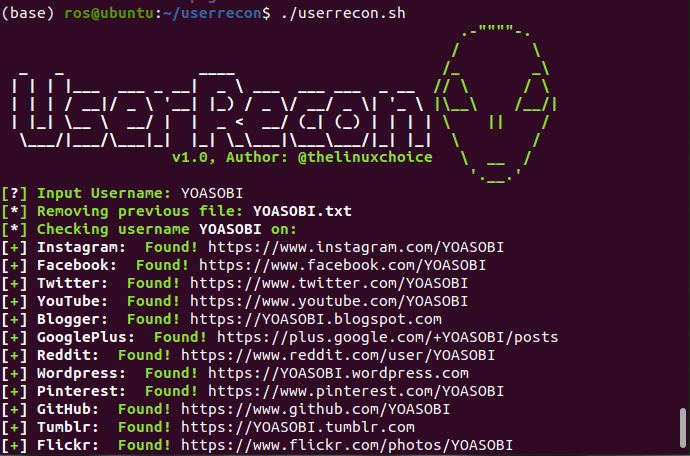 (base) ros@ubuntu:~/userrecon$ ./userrecon.sh
UserRecon
v1.0, Author: @thelinuxchoice
[?] Input Username: YOASOBI
[*] Removing previous file: YOASOBI.txt
[*] Checking username YOASOBI on:
[+] Instagram: Found! https://www.instagram.com/YOASOBI
[+] Facebook: Found! https://www.facebook.com/YOASOBI
[+] Twitter: Found! https://www.twitter.com/YOASOBI
[+] YouTube: Found! https://www.youtube.com/YOASOBI
[+] Blogger: Found! https://YOASOBI.blogspot.com
[+] GooglePlus: Found! https://plus.google.com/+YOASOBI/posts
[+] Reddit: Found! https://www.reddit.com/user/YOASOBI
[+] Wordpress: Found! https://YOASOBI.wordpress.com
[+] Pinterest: Found! https://www.pinterest.com/YOASOBI
[+] GitHub: Found! https://www.github.com/YOASOBI
[+] Tumblr: Found! https://YOASOBI.tumblr.com
[+] Flickr: Found! https://www.flickr.com/photos/YOASOBI